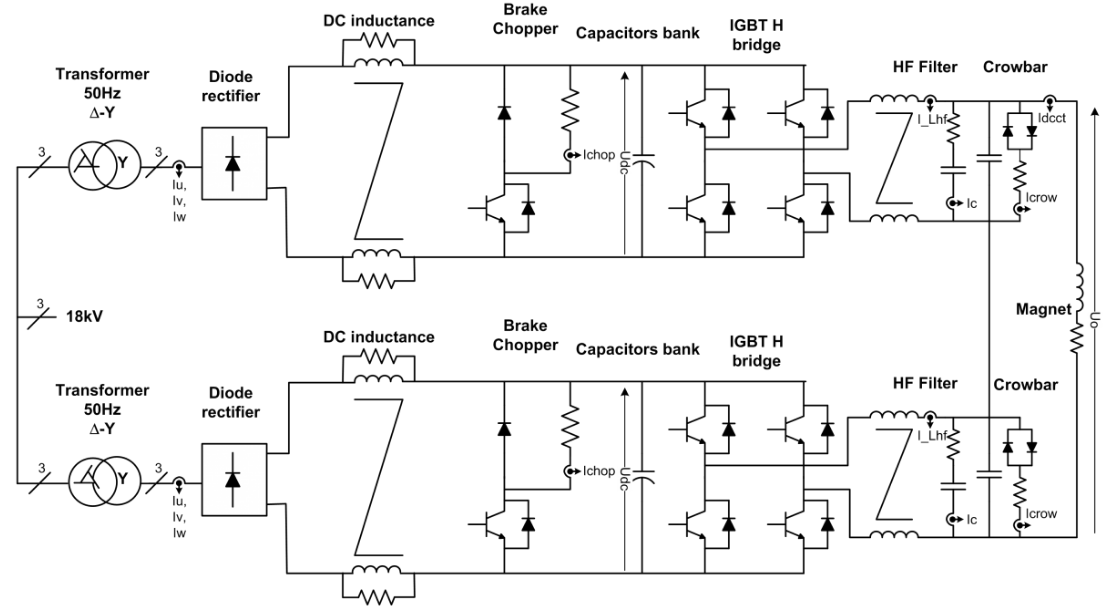 DC inductance
Brake
Chopper
Capacitors bank
IGBT H
bridge
HF Filter
Crowbar
Transformer
50Hz
Δ-Y
Diode
rectifier
3
Y
3
Iu,
Iv,
Iw
Ichop
Udc
I_Lhf
Idcct
Ic
Icrow
3
18kV
Magnet
Uo
DC inductance
Brake
Chopper
Capacitors bank
IGBT H
bridge
HF Filter
Crowbar
Transformer
50Hz
Δ-Y
Diode
rectifier
3
Y
3
Iu,
Iv,
Iw
Ichop
Udc
I_Lhf
Ic
Icrow